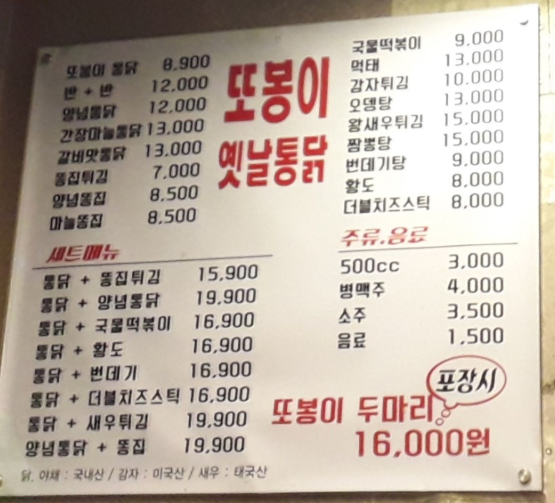 또봉이 통닭 8,900
반 + 반 12,000
양념통닭 12,000
간장마늘통닭 13,000
갈비맛통닭 13,000
똥집튀김 7,000
양념똥집 8,500
마늘똥집 8,500
또봉이
옛날통닭
국물떡볶이 9,000
먹태 13,000
감자튀김 10,000
오뎅탕 13,000
왕새우튀김 15,000
짬뽕탕 15,000
번데기탕 9,000
황도 8,000
더블치즈스틱 8,000
세트메뉴
통닭 + 똥집튀김 15,900
통닭 + 양념통닭 19,900
통닭 + 국물떡볶이 16,900
통닭 + 황도 16,900
통닭 + 번데기 16,900
통닭 + 더블치즈스틱 16,900
통닭 + 새우튀김 19,900
양념통닭 + 똥집 19,900
주류.음료
500cc 3,000
병맥주 4,000
소주 3,500
음료 1,500
포장시
또봉이 두마리
16,000원
닭, 야채 : 국내산 / 감자 : 미국산 / 새우 : 태국산